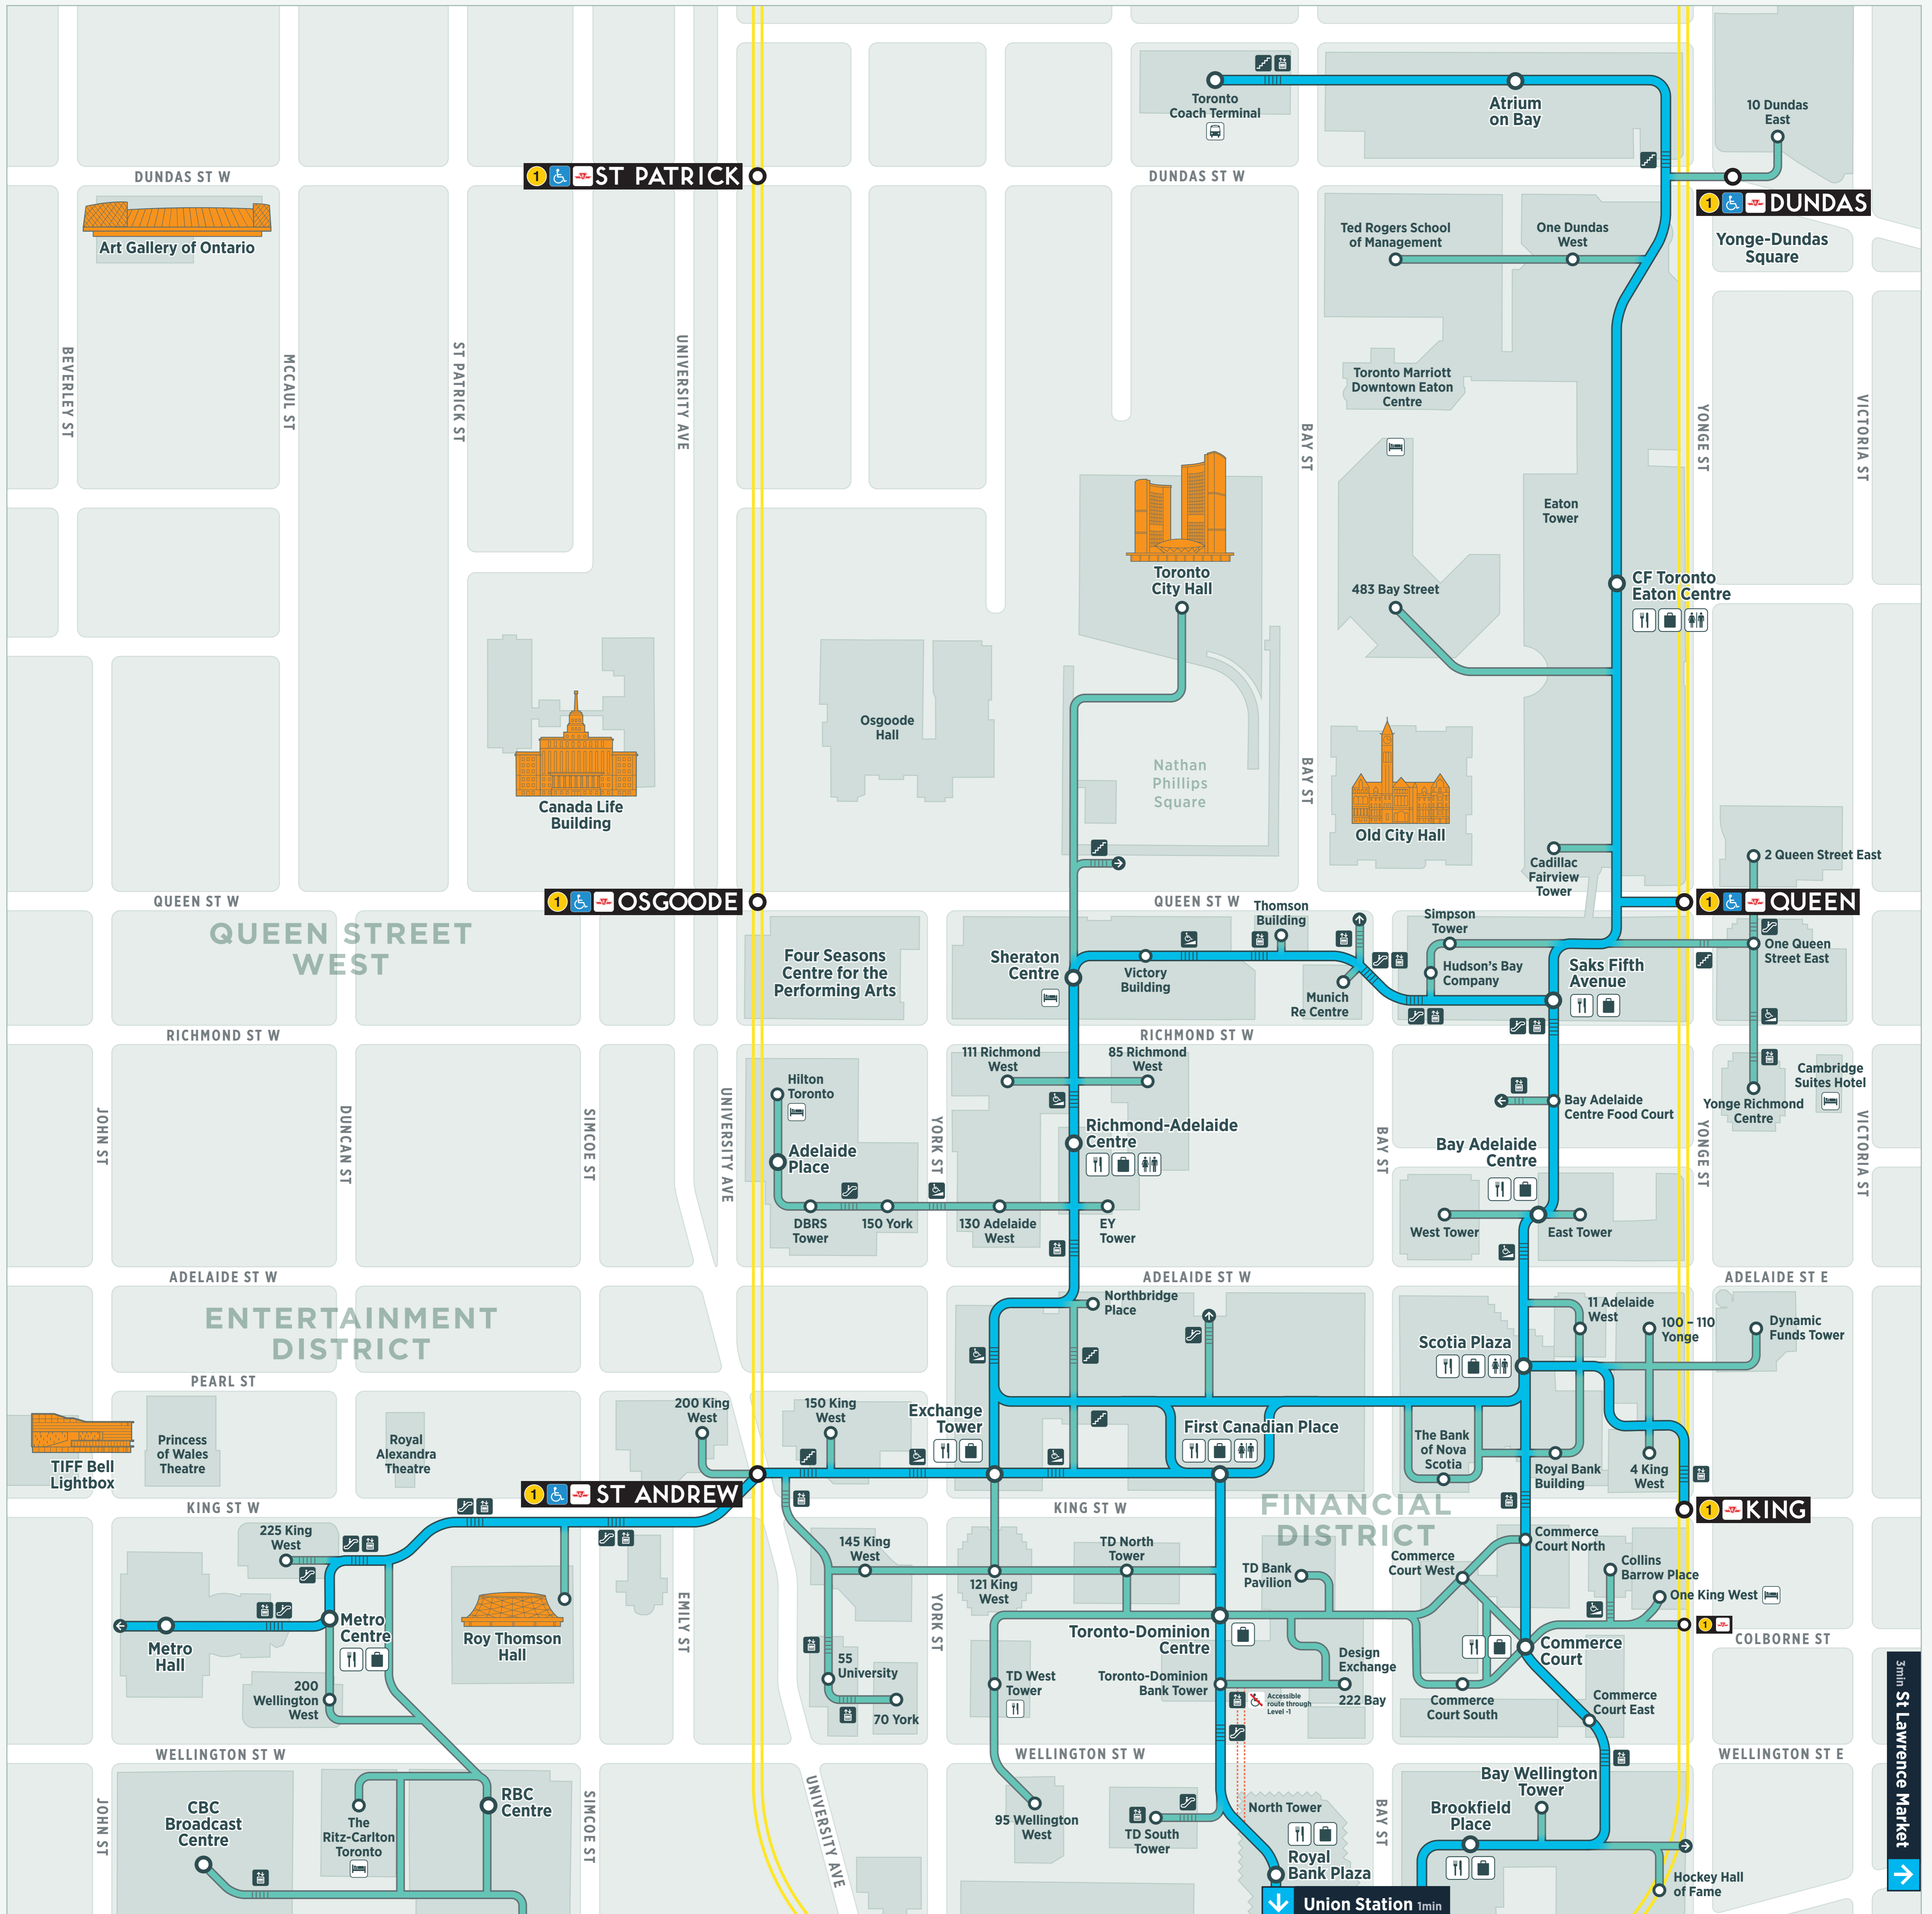 Toronto
Coach Terminal
Atrium
on Bay
10 Dundas
East
DUNDAS ST W
1 ST PATRICK
DUNDAS ST W
1 DUNDAS
Art Gallery of Ontario
Ted Rogers School
of Management
One Dundas
West
Yonge-Dundas
Square
BEVERLEY ST
MCCAUL ST
ST PATRICK ST
UNIVERSITY AVE
Toronto Marriott
Downtown Eaton
Centre
BAY ST
YONGE ST
VICTORIA ST
Eaton
Tower
Toronto
City Hall
483 Bay Street
CF Toronto
Eaton Centre
Osgoode
Hall
Nathan
Phillips
Square
BAY ST
Canada Life
Building
Old City Hall
Cadillac
Fairview
Tower
2 Queen Street East
QUEEN ST W
1 OSGOODE
QUEEN ST W
1 QUEEN
QUEEN STREET
WEST
Four Seasons
Centre for the
Performing Arts
Sheraton
Centre
Victory
Building
Thomson
Building
Munich
Re Centre
Simpson
Tower
Hudson's Bay
Company
Saks Fifth
Avenue
One Queen
Street East
RICHMOND ST W
RICHMOND ST W
111 Richmond
West
85 Richmond
West
Hilton
Toronto
Cambridge
Suites Hotel
Yonge Richmond
Centre
Bay Adelaide
Centre Food Court
JOHN ST
DUNCAN ST
SIMCOE ST
UNIVERSITY AVE
YORK ST
BAY ST
YONGE ST
VICTORIA ST
Adelaide
Place
Richmond-Adelaide
Centre
Bay Adelaide
Centre
DBRS
Tower
150 York
130 Adelaide
West
EY
Tower
West Tower
East Tower
ADELAIDE ST W
ADELAIDE ST W
ADELAIDE ST E
ENTERTAINMENT
DISTRICT
Northbridge
Place
11 Adelaide
West
100 – 110
Yonge
Dynamic
Funds Tower
Scotia Plaza
PEARL ST
200 King
West
150 King
West
Exchange
Tower
First Canadian Place
The Bank
of Nova
Scotia
Royal Bank
Building
4 King
West
TIFF Bell
Lightbox
Princess
of Wales
Theatre
Royal
Alexandra
Theatre
1 ST ANDREW
KING ST W
KING ST W
FINANCIAL
DISTRICT
1 KING
225 King
West
145 King
West
121 King
West
TD North
Tower
TD Bank
Pavilion
Commerce
Court West
Commerce
Court North
Collins
Barrow Place
One King West
1
COLBORNE ST
Metro
Hall
Metro
Centre
Roy Thomson
Hall
EMILY ST
YORK ST
Toronto-Dominion
Centre
Commerce
Court
55
University
70 York
TD West
Tower
Toronto-Dominion
Bank Tower
Design
Exchange
222 Bay
Accessible
route through
Level -1
Commerce
Court South
Commerce
Court East
200
Wellington
West
3min St Lawrence Market
WELLINGTON ST W
WELLINGTON ST W
WELLINGTON ST E
JOHN ST
CBC
Broadcast
Centre
The
Ritz-Carlton
Toronto
RBC
Centre
SIMCOE ST
UNIVERSITY AVE
95 Wellington
West
TD South
Tower
North Tower
Royal
Bank Plaza
BAY ST
Bay Wellington
Tower
Brookfield
Place
Hockey Hall
of Fame
Union Station 1min